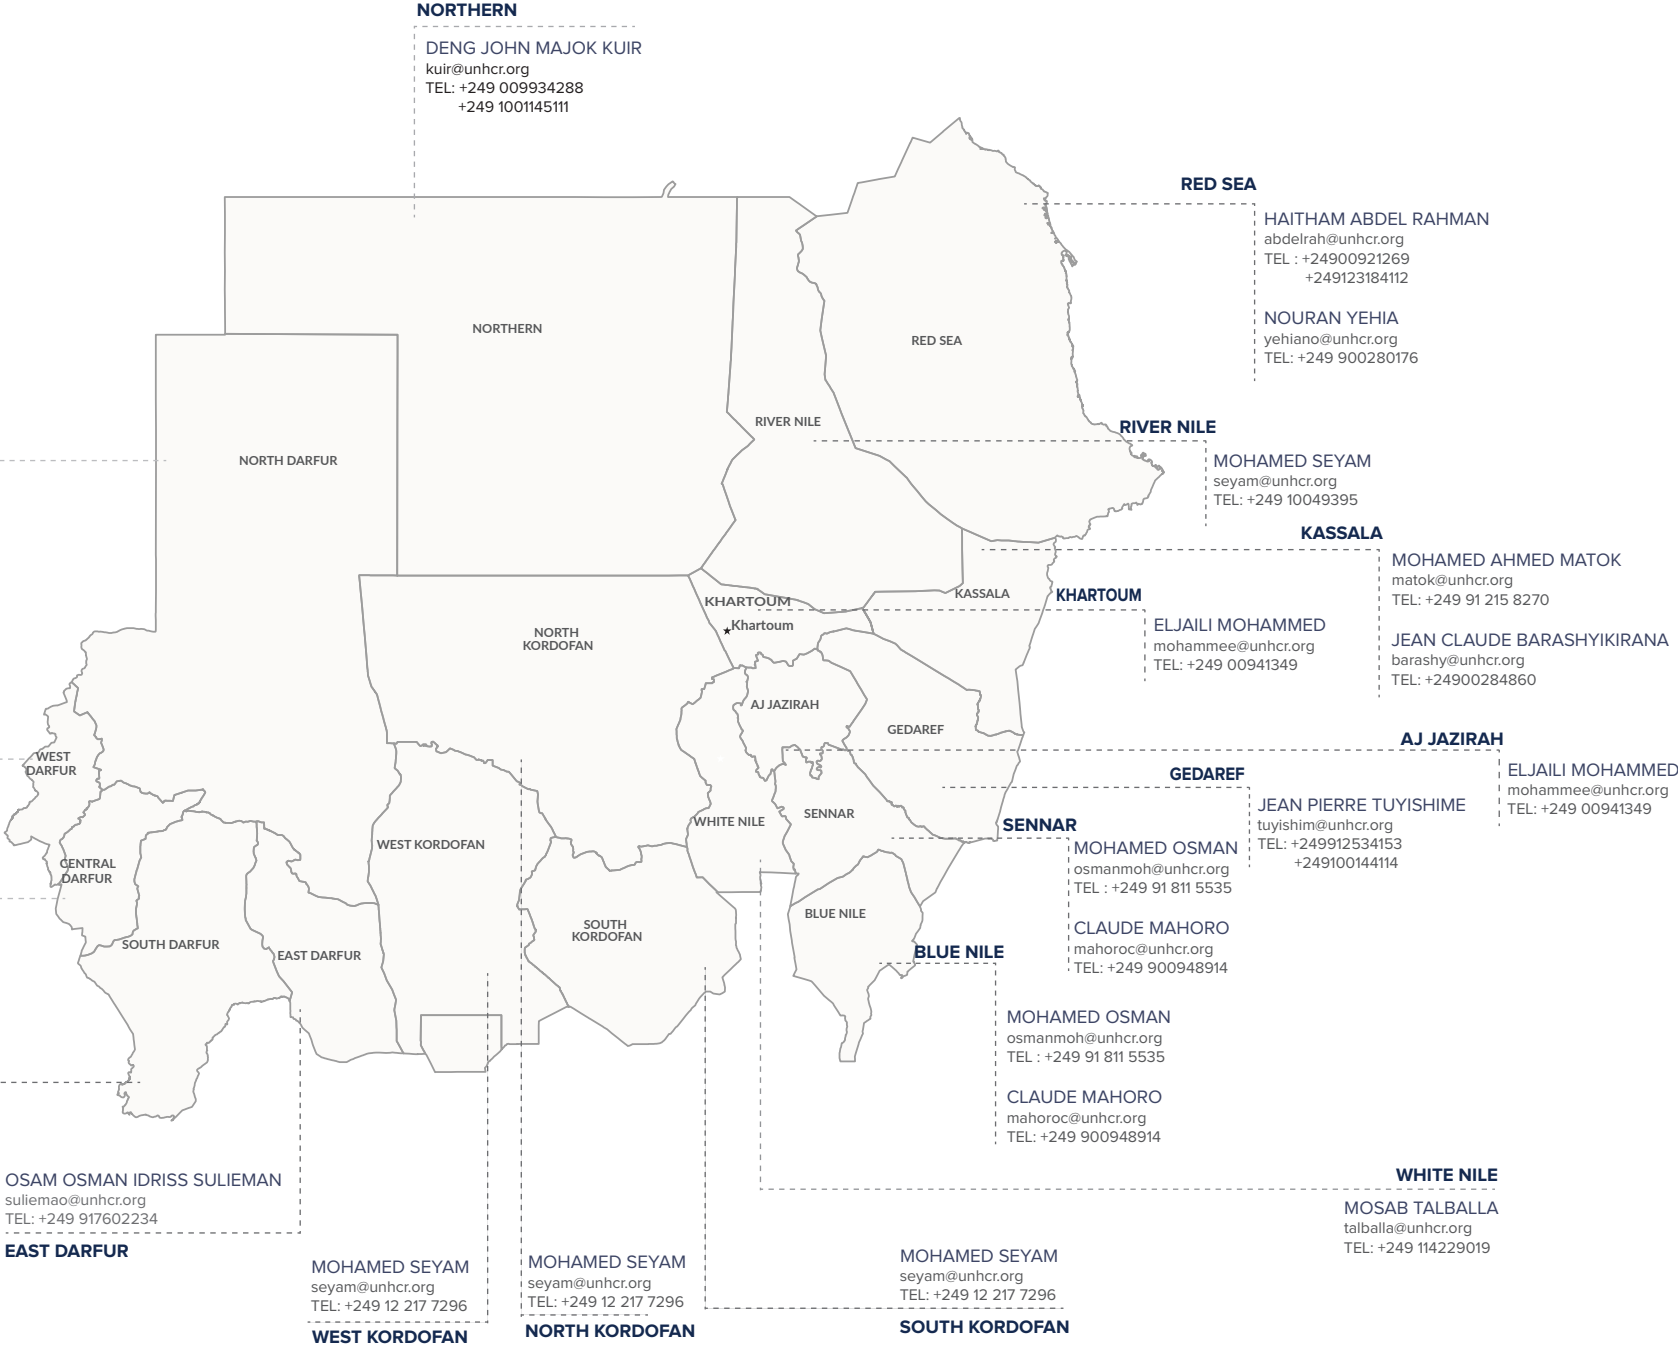 NORTHERN
DENG JOHN MAJOK KUIR
kuir@unhcr.org
TEL: +249 009934288
+249 1001145111
RED SEA
HAITHAM ABDEL RAHMAN
abdelrah@unhcr.org
TEL : +24900921269
+249123184112
NOURAN YEHIA
yehiano@unhcr.org
TEL: +249 900280176
NORTHERN
RED SEA
RIVER NILE
NORTH DARFUR
RIVER NILE
MOHAMED SEYAM
seyam@unhcr.org
TEL: +249 10049395
KASSALA
MOHAMED AHMED MATOK
matok@unhcr.org
TEL: +249 91 215 8270
JEAN CLAUDE BARASHYIKIRANA
barashy@unhcr.org
TEL: +24900284860
KASSALA
KHARTOUM
Khartoum
KHARTOUM
ELJAILI MOHAMMED
mohammee@unhcr.org
TEL: +249 00941349
NORTH
KORDOFAN
AJ JAZIRAH
GEDAREF
WEST
DARFUR
AJ JAZIRAH
ELJAILI MOHAMMED
mohammee@unhcr.org
TEL: +249 00941349
GEDAREF
JEAN PIERRE TUYISHIME
tuyishim@unhcr.org
TEL: +249912534153
+249100144114
SENNAR
WHITE NILE
WEST KORDOFAN
CENTRAL
DARFUR
SENNAR
MOHAMED OSMAN
osmanmoh@unhcr.org
TEL : +249 91 811 5535
CLAUDE MAHORO
mahoroc@unhcr.org
TEL: +249 900948914
BLUE NILE
SOUTH
KORDOFAN
SOUTH DARFUR
EAST DARFUR
BLUE NILE
MOHAMED OSMAN
osmanmoh@unhcr.org
TEL : +249 91 811 5535
CLAUDE MAHORO
mahoroc@unhcr.org
TEL: +249 900948914
WHITE NILE
MOSAB TALBALLA
talballa@unhcr.org
TEL: +249 114229019
OSAM OSMAN IDRISS SULIEMAN
suliemao@unhcr.org
TEL: +249 917602234
EAST DARFUR
MOHAMED SEYAM
seyam@unhcr.org
TEL: +249 12 217 7296
WEST KORDOFAN
MOHAMED SEYAM
seyam@unhcr.org
TEL: +249 12 217 7296
NORTH KORDOFAN
MOHAMED SEYAM
seyam@unhcr.org
TEL: +249 12 217 7296
SOUTH KORDOFAN